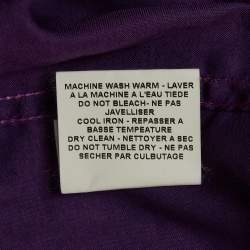 MACHINE WASH WARM - LAVER
A LA MACHINE A L'EAU TIEDE
DO NOT BLEACH- NE PAS
JAVELLISER
COOL IRON - REPASSER A
BASSE TEMPEATURE
DRY CLEAN - NETTOYER A SEC
DO NOT TUMBLE DRY - NE PAS
SECHER PAR CULBUTAGE